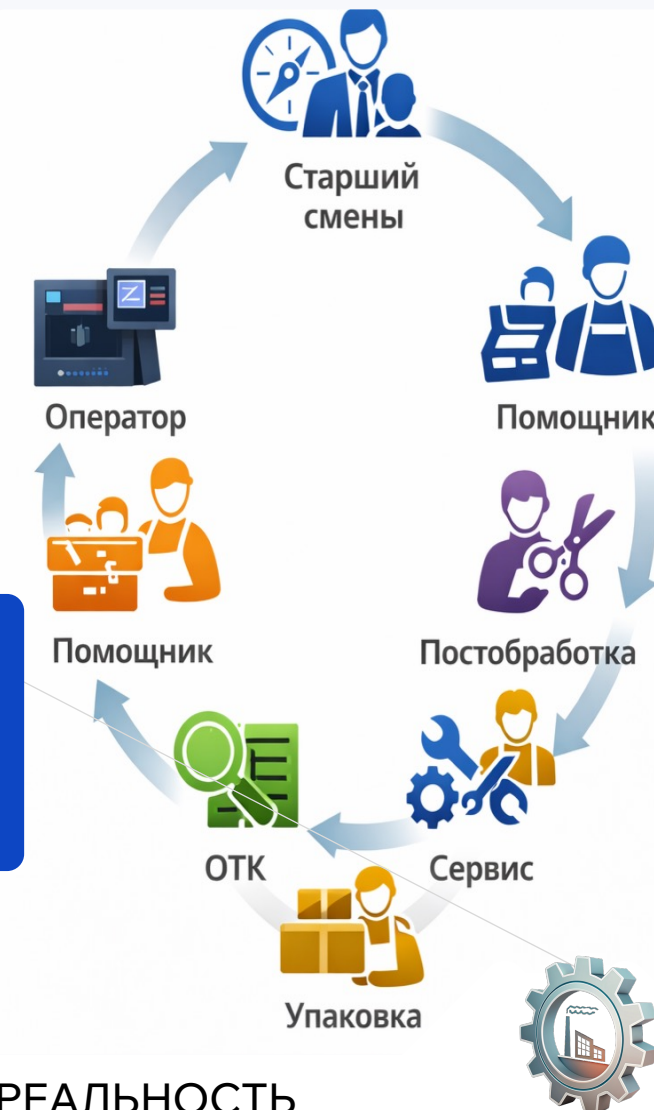 Старший
смены
Z
Оператор
Помощник
Помощник
Постобработка
ОТК
Сервис
Упаковка
РЕАЛЬНОСТЬ